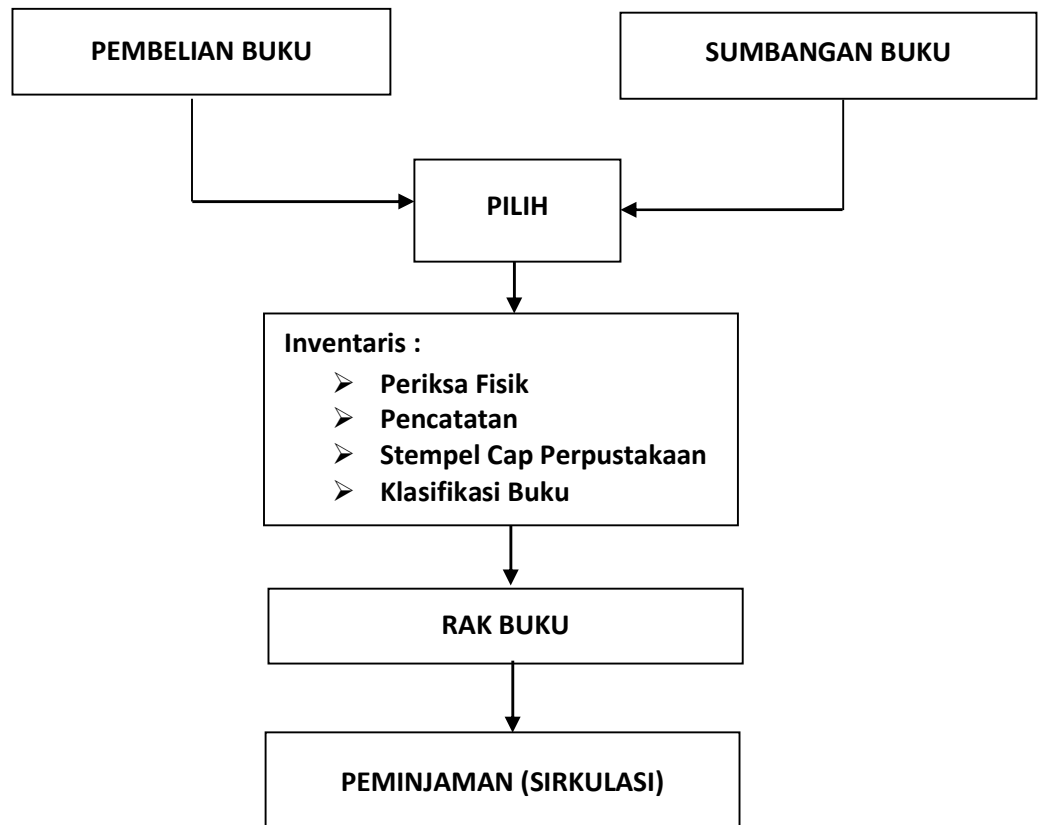 PEMBELIAN BUKU
SUMBANGAN BUKU
PILIH
Inventaris :
➢ Periksa Fisik
➢ Pencatatan
➢ Stempel Cap Perpustakaan
➢ Klasifikasi Buku
RAK BUKU
PEMINJAMAN (SIRKULASI)